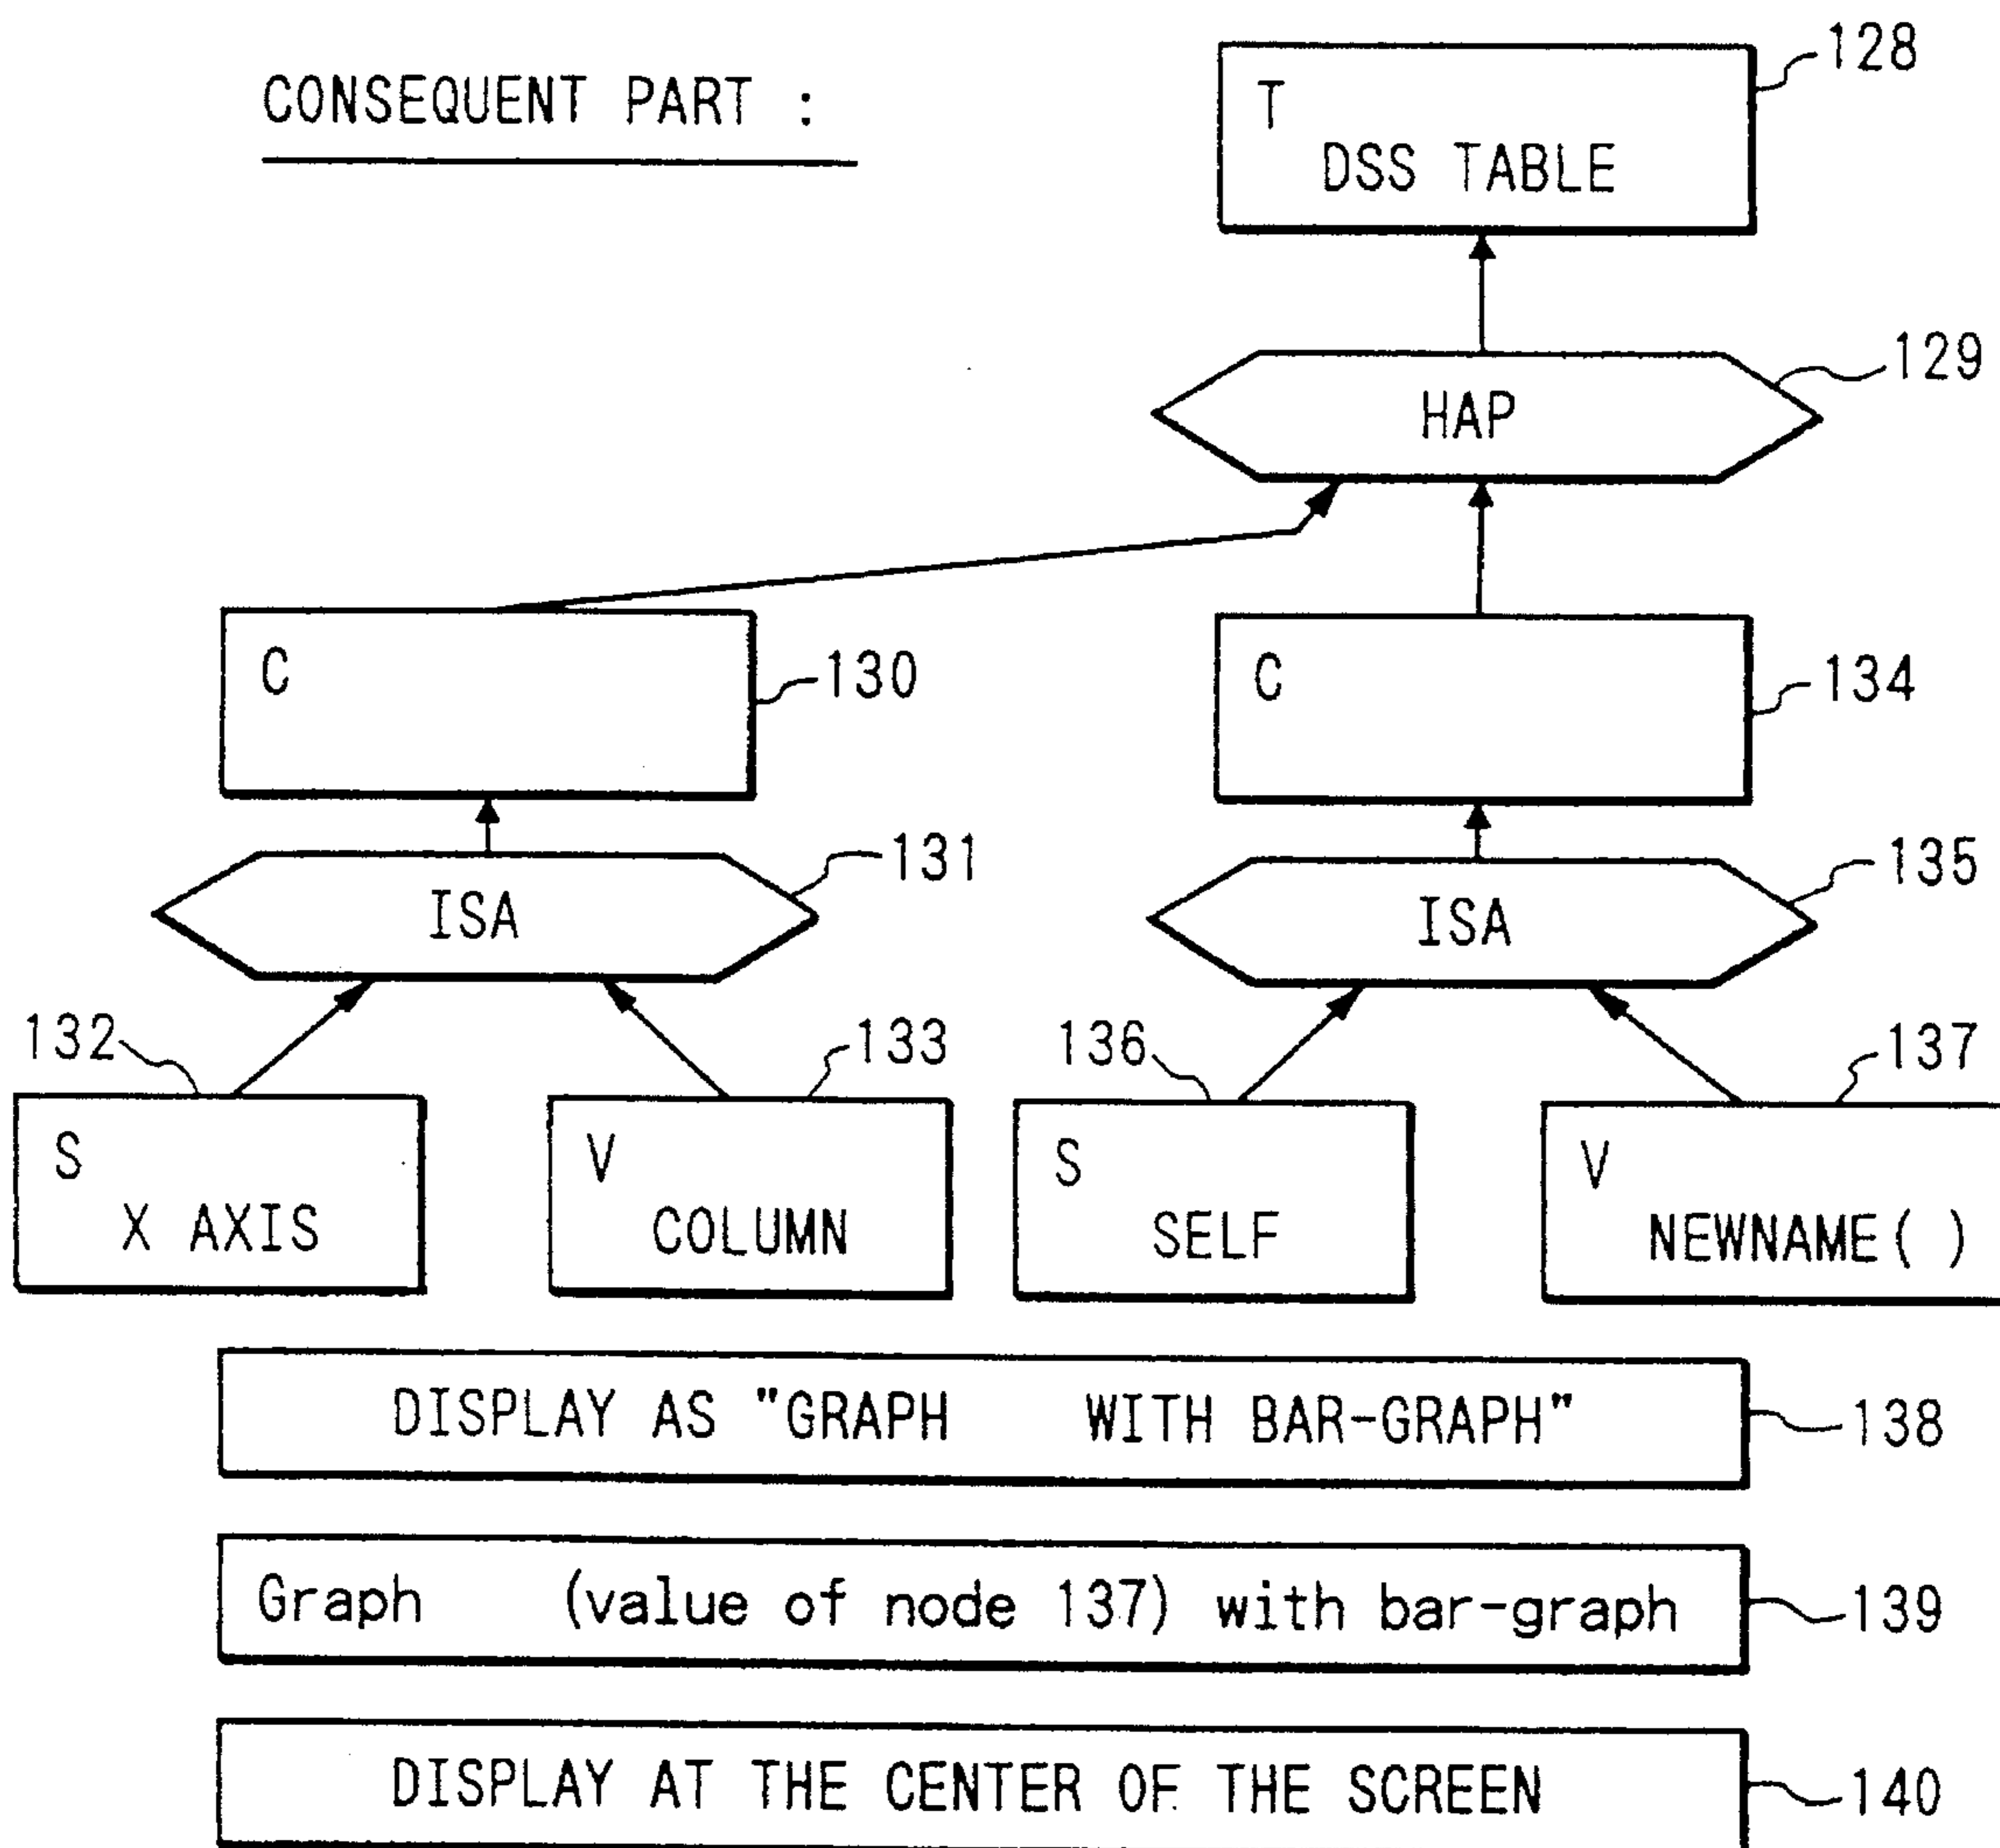 CONSEQUENT PART :
128
T
DSS TABLE
129
HAP
C
130
C
134
131
ISA
135
ISA
132
133
136
137
S
X AXIS
V
COLUMN
S
SELF
V
NEWNAME( )
DISPLAY AS "GRAPH WITH BAR-GRAPH"
138
Graph (value of node 137) with bar-graph
139
DISPLAY AT THE CENTER OF THE SCREEN
140